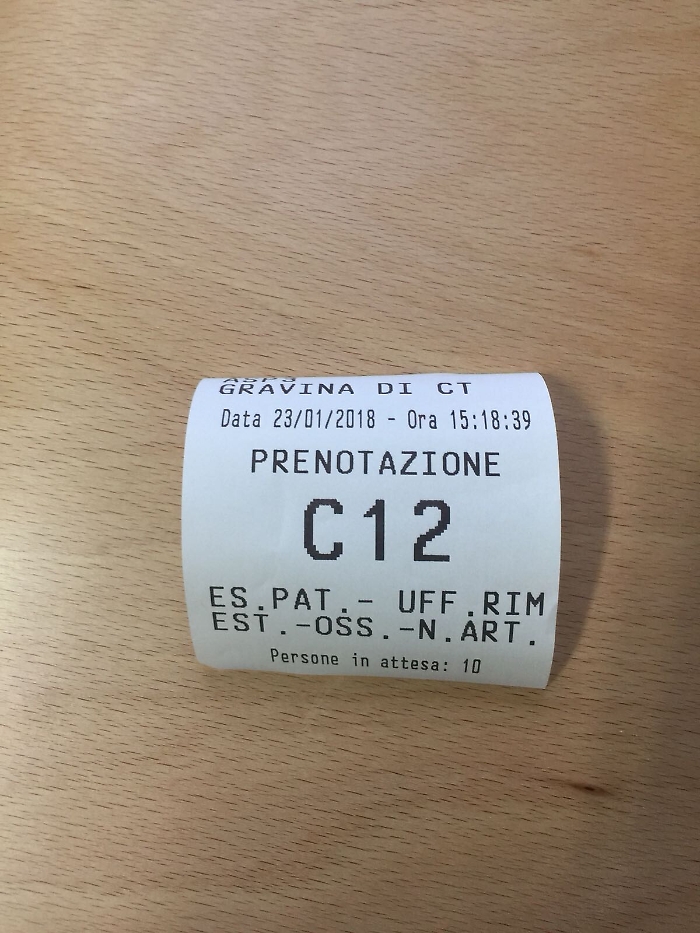 GRAVINA DI CT
Data 23/01/2018 - Ora 15:18:39
PRENOTAZIONE
C12
ES.PAT.- UFF.RIM
EST.-OSS.-N.ART.
Persone in attesa: 10